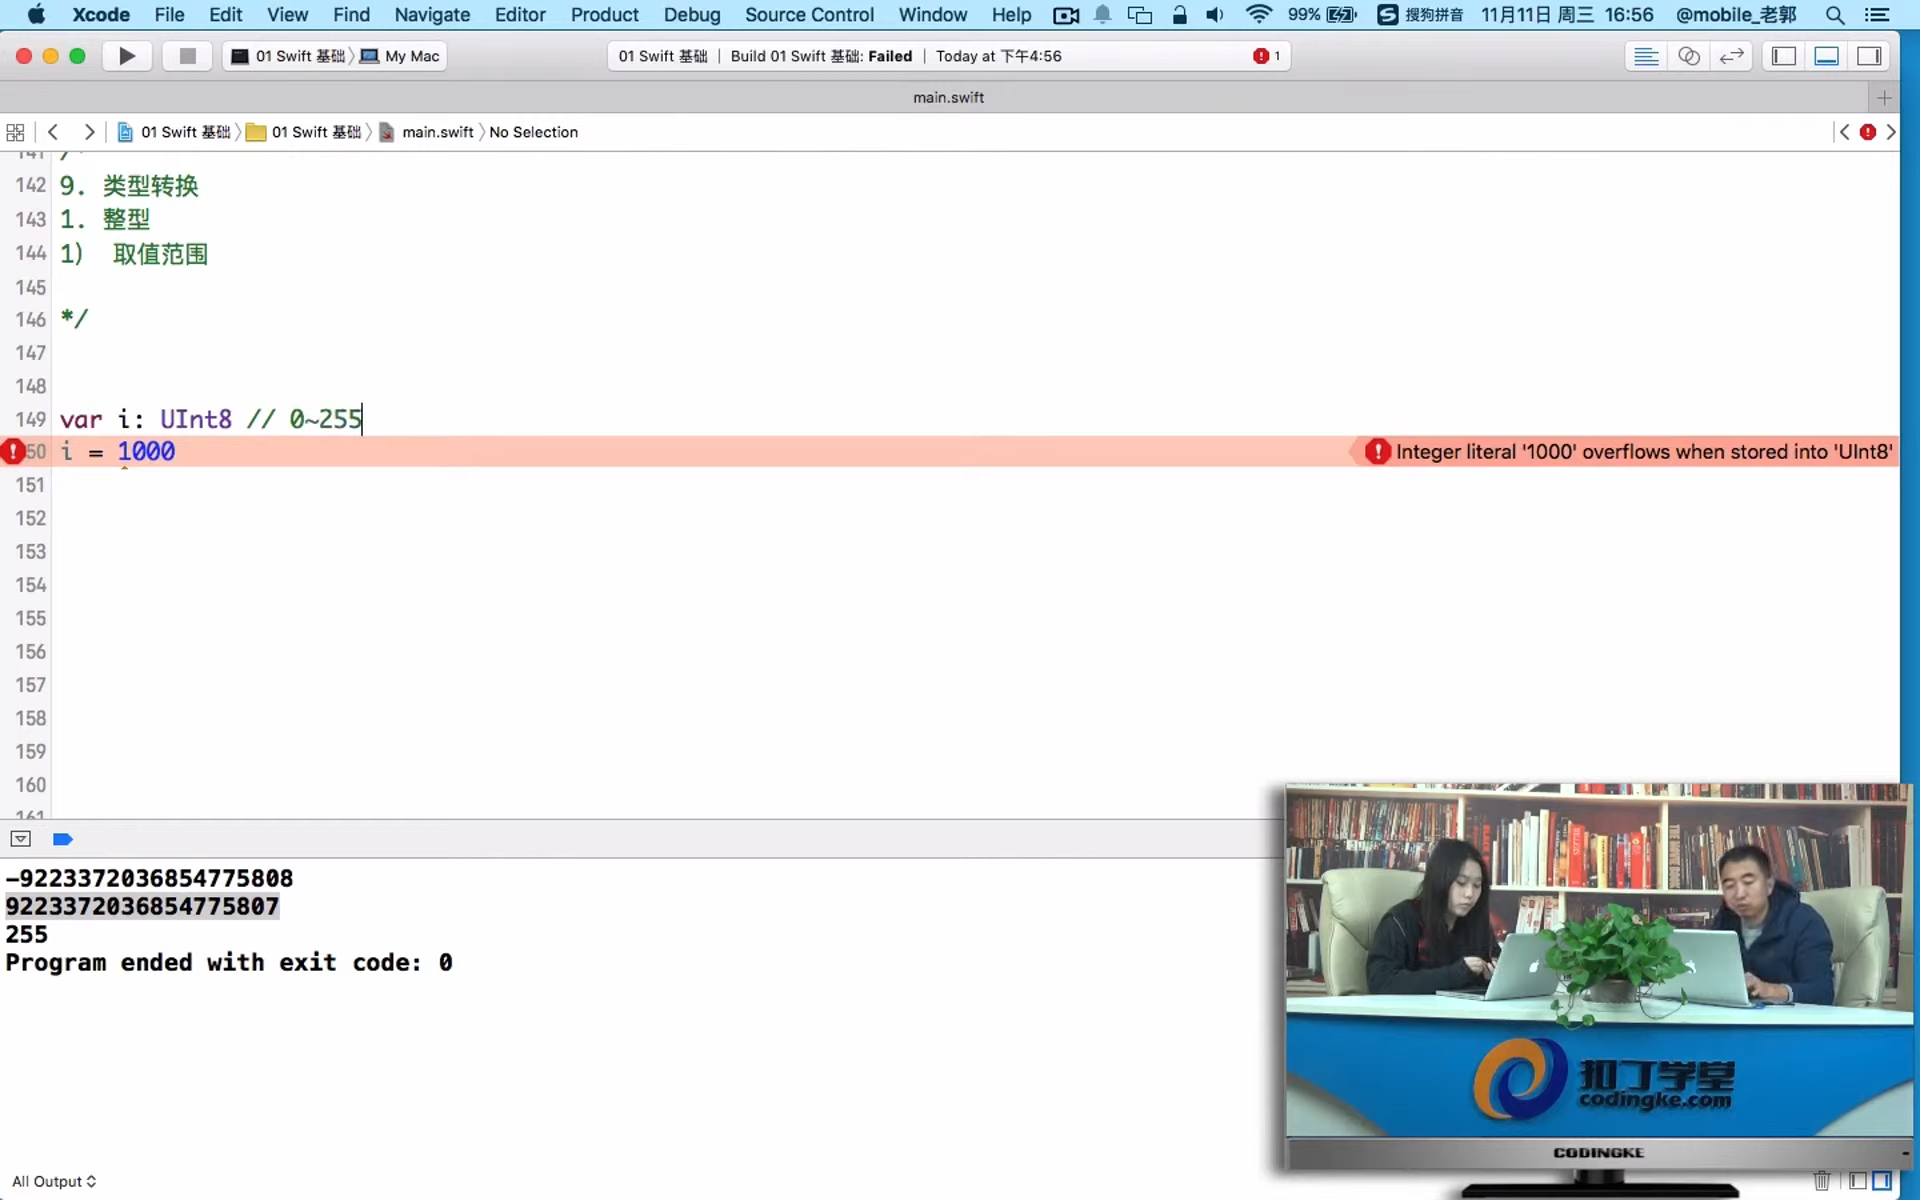 Xcode File Edit View Find Navigate Editor Product Debug Source Control Window Help 99% 搜狗拼音 11月11日 周三 16:56 @mobile_老郭
01 Swift 基础 My Mac 01 Swift 基础 | Build 01 Swift 基础: Failed | Today at 下午4:56 1
main.swift
01 Swift 基础 01 Swift 基础 main.swift No Selection
141 /*
142 9. 类型转换
143 1. 整型
144 1) 取值范围
145
146 */
147
148
149 var i: UInt8 // 0~255
50 i = 1000 Integer literal '1000' overflows when stored into 'UInt8'
151
152
153
154
155
156
157
158
159
160
161
-9223372036854775808
9223372036854775807
255
Program ended with exit code: 0
扣丁学堂
codingke.com
CODINGKE
All Output